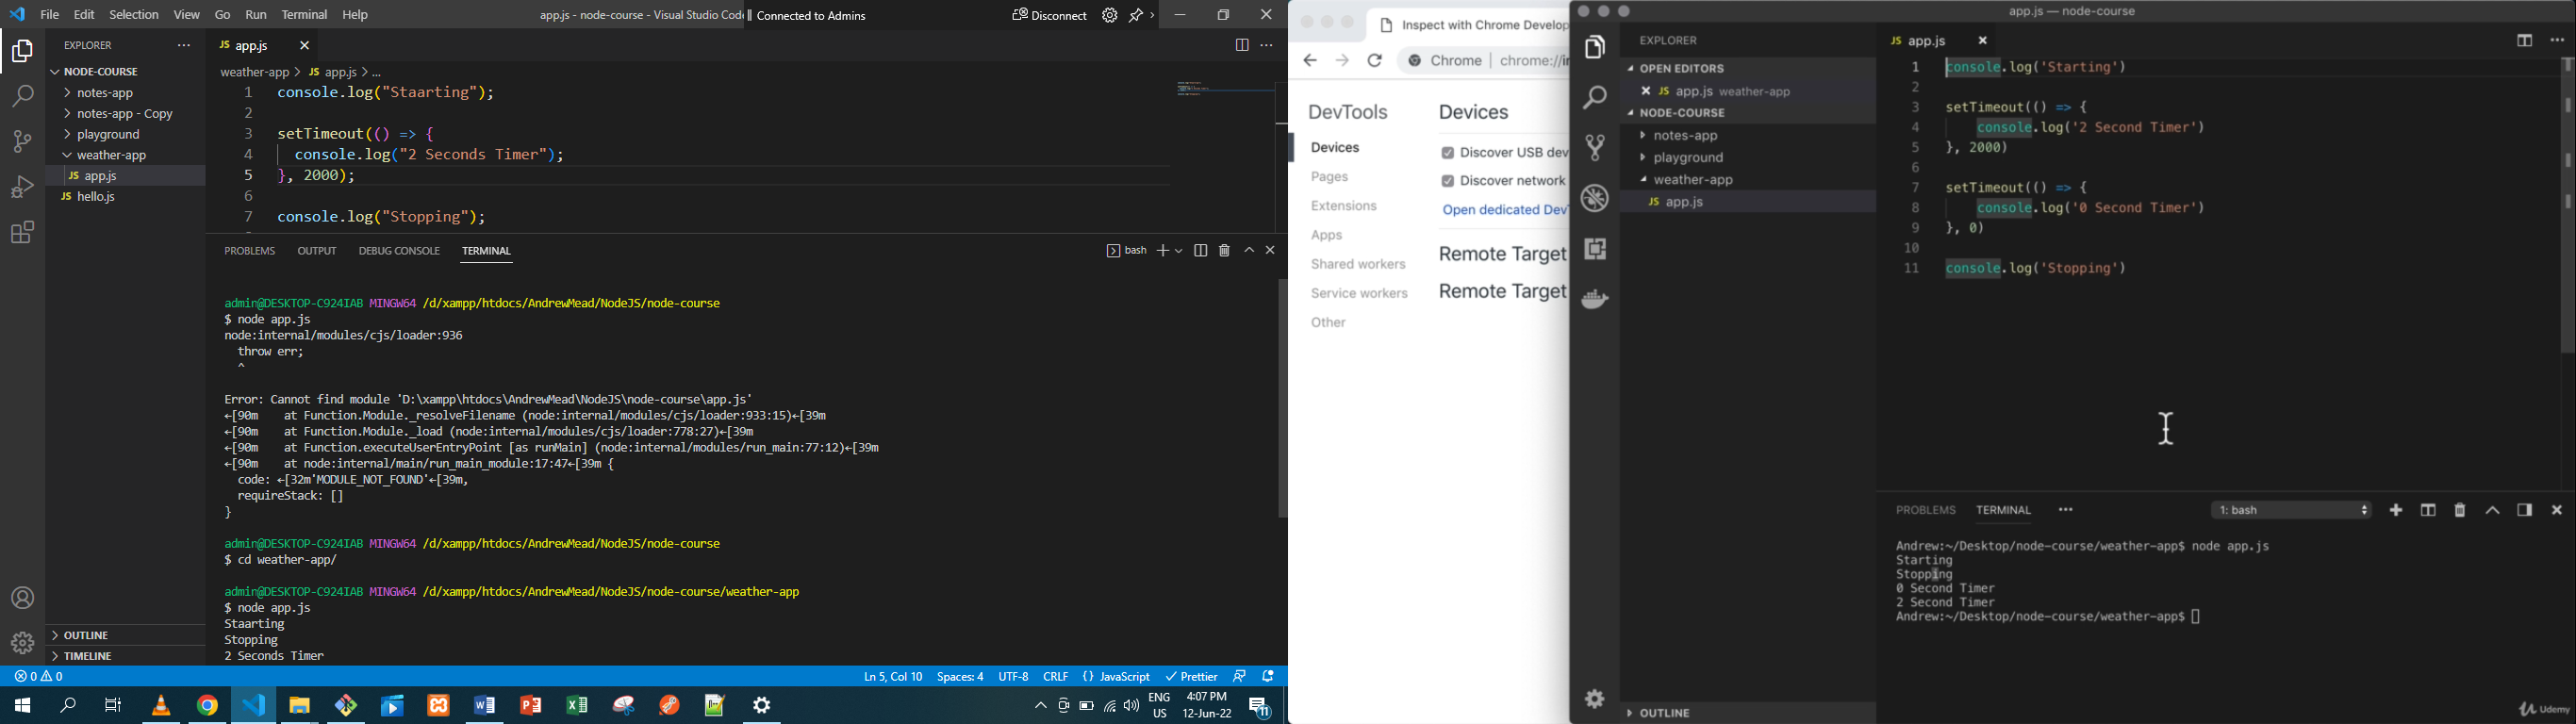 File Edit Selection View Go Run Terminal Help
app.js - node-course - Visual Studio Code
Connected to Admins
Disconnect
EXPLORER
NODE-COURSE
notes-app
notes-app - Copy
playground
weather-app
JS app.js
JS hello.js
OUTLINE
TIMELINE
JS app.js
weather-app > JS app.js > ...
1 console.log("Staarting");
2
3 setTimeout(() => {
4 console.log("2 Seconds Timer");
5 }, 2000);
6
7 console.log("Stopping");
PROBLEMS OUTPUT DEBUG CONSOLE TERMINAL
bash
admin@DESKTOP-C924IAB MINGW64 /d/xampp/htdocs/AndrewMead/NodeJS/node-course
$ node app.js
node:internal/modules/cjs/loader:936
throw err;
^
Error: Cannot find module 'D:\xampp\htdocs\AndrewMead\NodeJS\node-course\app.js'
←[90m    at Function.Module._resolveFilename (node:internal/modules/cjs/loader:933:15)←[39m
←[90m    at Function.Module._load (node:internal/modules/cjs/loader:778:27)←[39m
←[90m    at Function.executeUserEntryPoint [as runMain] (node:internal/modules/run_main:77:12)←[39m
←[90m    at node:internal/main/run_main_module:17:47←[39m {
code: ←[32m'MODULE_NOT_FOUND'←[39m,
requireStack: []
}
admin@DESKTOP-C924IAB MINGW64 /d/xampp/htdocs/AndrewMead/NodeJS/node-course
$ cd weather-app/
admin@DESKTOP-C924IAB MINGW64 /d/xampp/htdocs/AndrewMead/NodeJS/node-course/weather-app
$ node app.js
Staarting
Stopping
2 Seconds Timer
0 0
Ln 5, Col 10 Spaces: 4 UTF-8 CRLF {} JavaScript Prettier
ENG
US
4:07 PM
12-Jun-22
11
Inspect with Chrome Develop
Chrome | chrome://in
DevTools
Devices
Pages
Extensions
Apps
Shared workers
Service workers
Other
Devices
Discover USB dev
Discover network
Open dedicated Dev
Remote Target
Remote Target
app.js — node-course
EXPLORER
OPEN EDITORS
JS app.js weather-app
NODE-COURSE
notes-app
playground
weather-app
JS app.js
OUTLINE
JS app.js
1 console.log('Starting')
2
3 setTimeout(() => {
4 console.log('2 Second Timer')
5 }, 2000)
6
7 setTimeout(() => {
8 console.log('0 Second Timer')
9 }, 0)
10
11 console.log('Stopping')
PROBLEMS TERMINAL ...
1: bash
Andrew:~/Desktop/node-course/weather-app$ node app.js
Starting
Stopping
0 Second Timer
2 Second Timer
Andrew:~/Desktop/node-course/weather-app$
Udemy